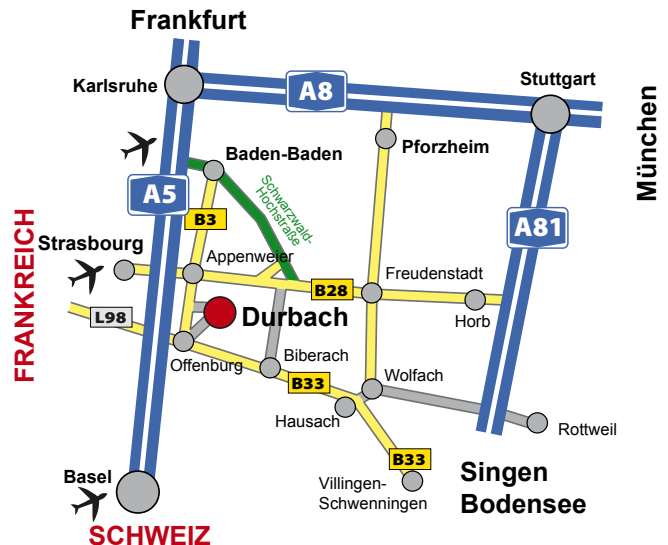 Frankfurt
Karlsruhe
A8
Stuttgart
München
Pforzheim
Baden-Baden
A5
B3
Schwarzwald-
Hochstraße
A81
Strasbourg
Appenweier
B28
Freudenstadt
Horb
FRANKREICH
L98
Durbach
Offenburg
Biberach
B33
Wolfach
Hausach
Rottweil
B33
Basel
Villingen-
Schwenningen
Singen
Bodensee
SCHWEIZ